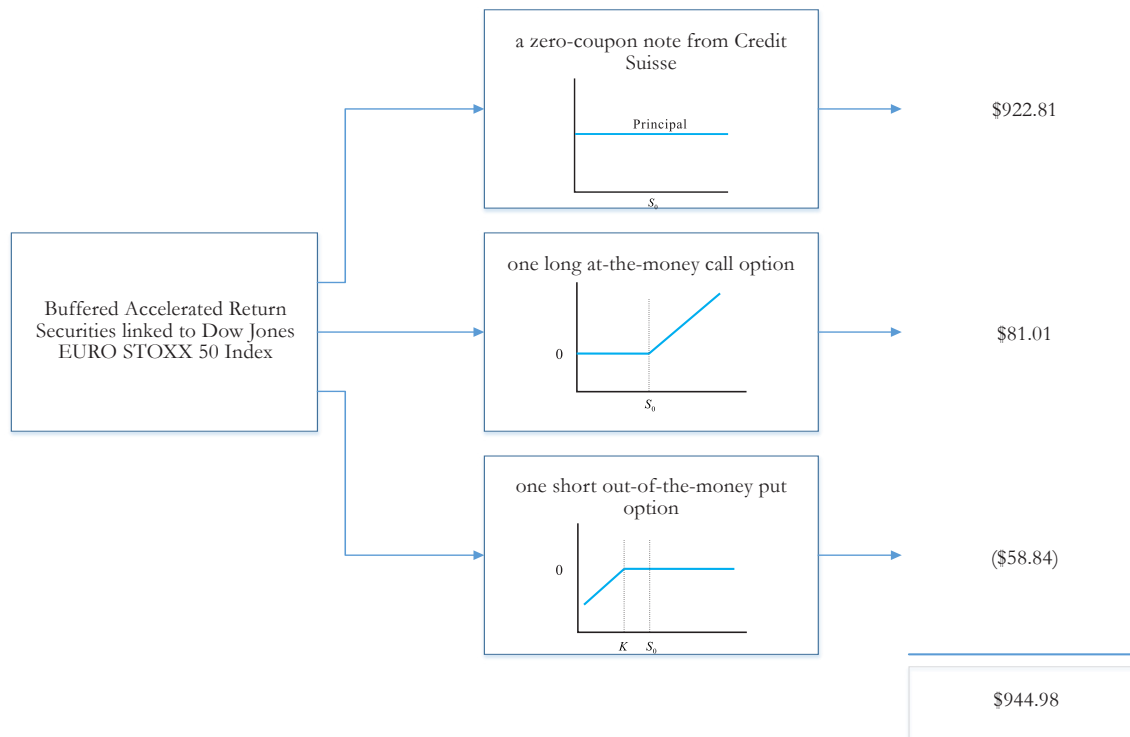 a zero-coupon note from Credit
Suisse
Principal
S0
$922.81
Buffered Accelerated Return
Securities linked to Dow Jones
EURO STOXX 50 Index
one long at-the-money call option
0
S0
$81.01
one short out-of-the-money put
option
0
K S0
($58.84)
$944.98